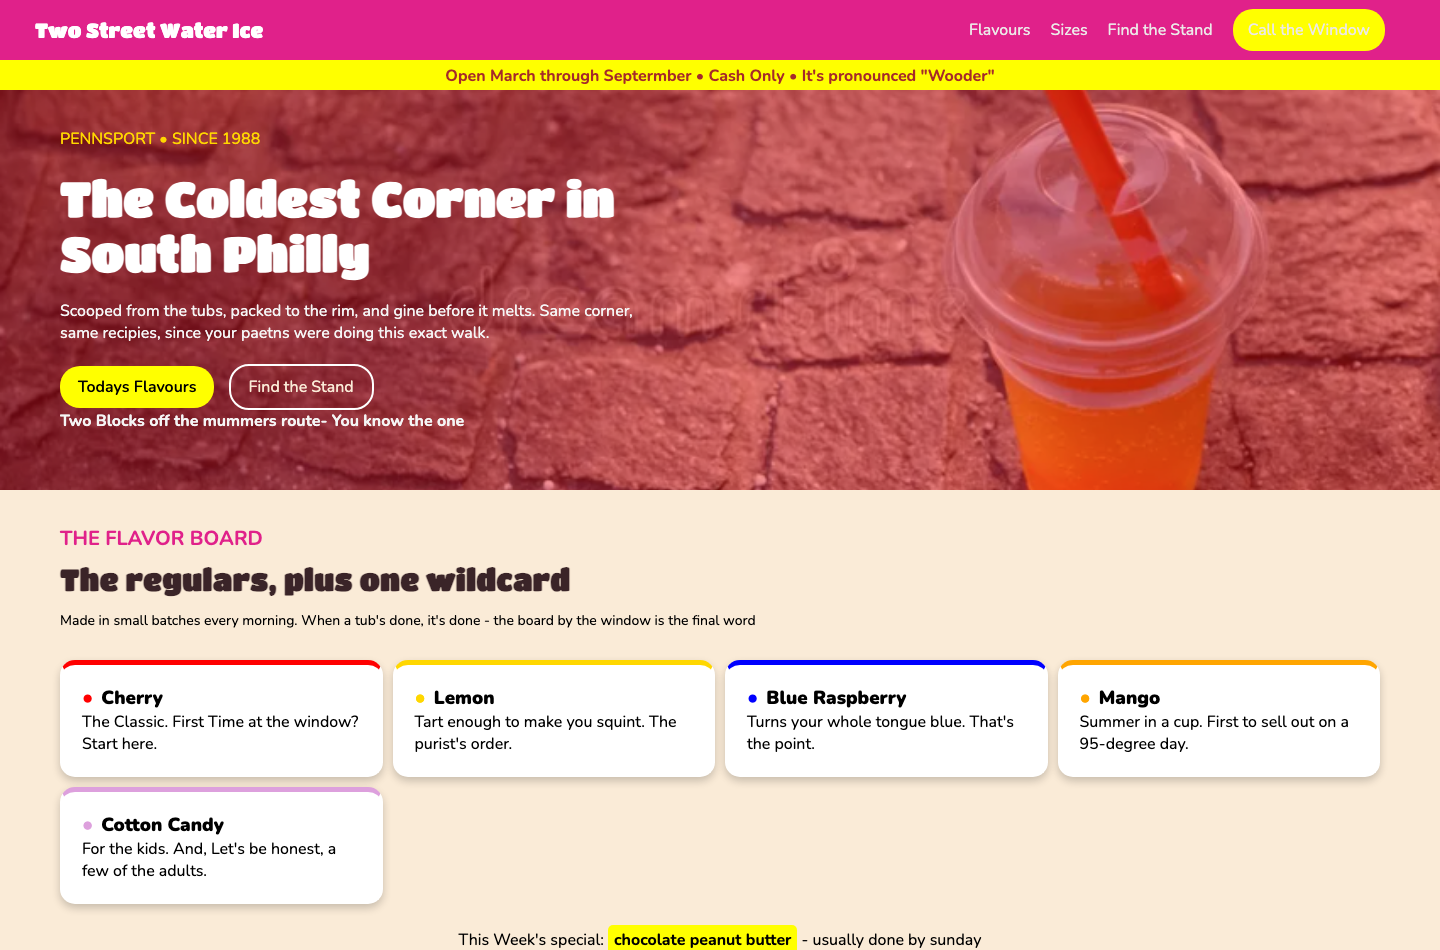 Two Street Water Ice
Flavours Sizes Find the Stand Call the Window
Open March through Septermber • Cash Only • It's pronounced "Wooder"
PENNSPORT • SINCE 1988
The Coldest Corner in
South Philly
Scooped from the tubs, packed to the rim, and gine before it melts. Same corner,
same recipies, since your paetns were doing this exact walk.
Todays Flavours Find the Stand
Two Blocks off the mummers route- You know the one
THE FLAVOR BOARD
The regulars, plus one wildcard
Made in small batches every morning. When a tub's done, it's done - the board by the window is the final word
Cherry
The Classic. First Time at the window?
Start here.
Lemon
Tart enough to make you squint. The
purist's order.
Blue Raspberry
Turns your whole tongue blue. That's
the point.
Mango
Summer in a cup. First to sell out on a
95-degree day.
Cotton Candy
For the kids. And, Let's be honest, a
few of the adults.
This Week's special: chocolate peanut butter - usually done by sunday